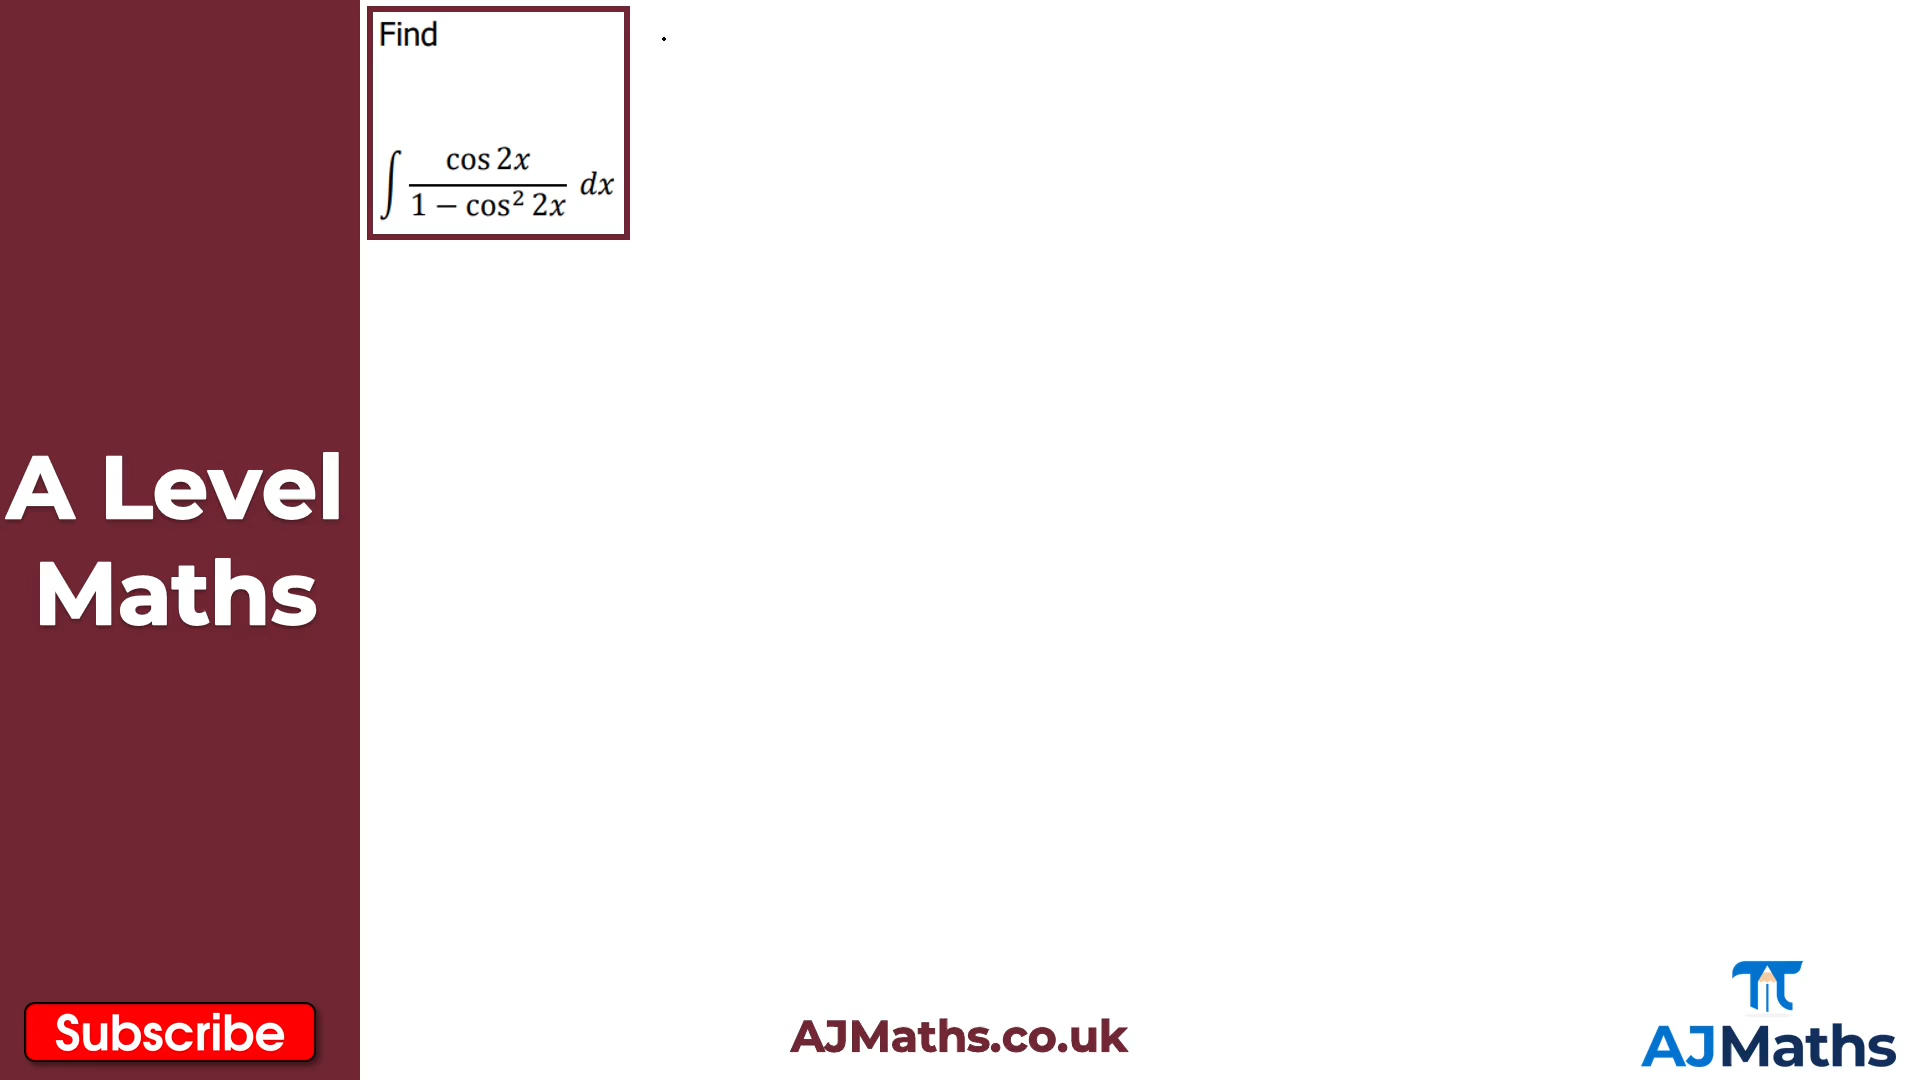 Find
∫ cos 2x / (1 − cos² 2x) dx
A Level
Maths
Subscribe
AJMaths.co.uk
AJMaths